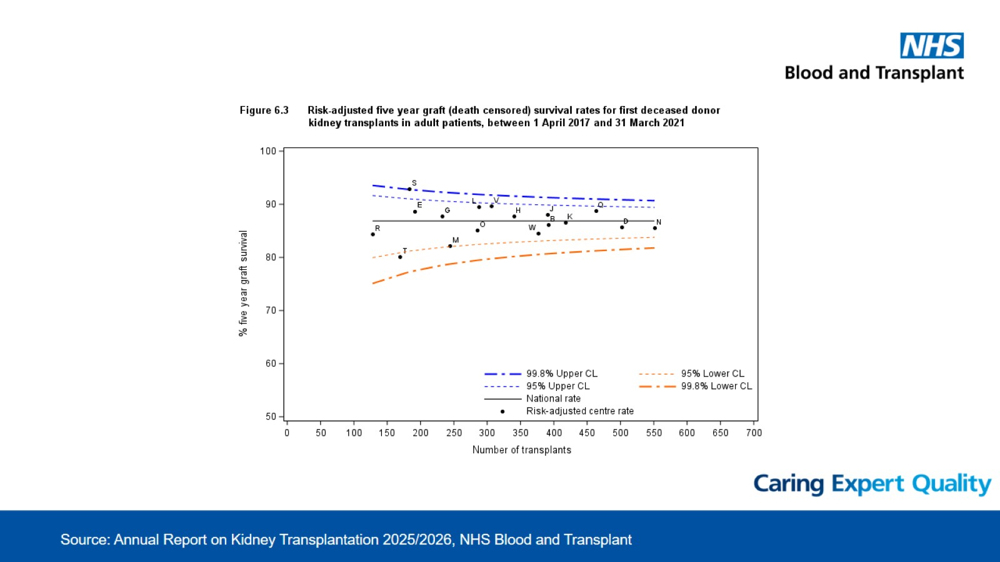 NHS
Blood and Transplant
Figure 6.3 Risk-adjusted five year graft (death censored) survival rates for first deceased donor
kidney transplants in adult patients, between 1 April 2017 and 31 March 2021
100
90
80
70
60
50
% five year graft survival
S
E
G
L
V
H
J
Q
B
K
D
N
R
O
W
M
T
99.8% Upper CL
95% Upper CL
National rate
Risk-adjusted centre rate
95% Lower CL
99.8% Lower CL
0 50 100 150 200 250 300 350 400 450 500 550 600 650 700
Number of transplants
Caring Expert Quality
Source: Annual Report on Kidney Transplantation 2025/2026, NHS Blood and Transplant